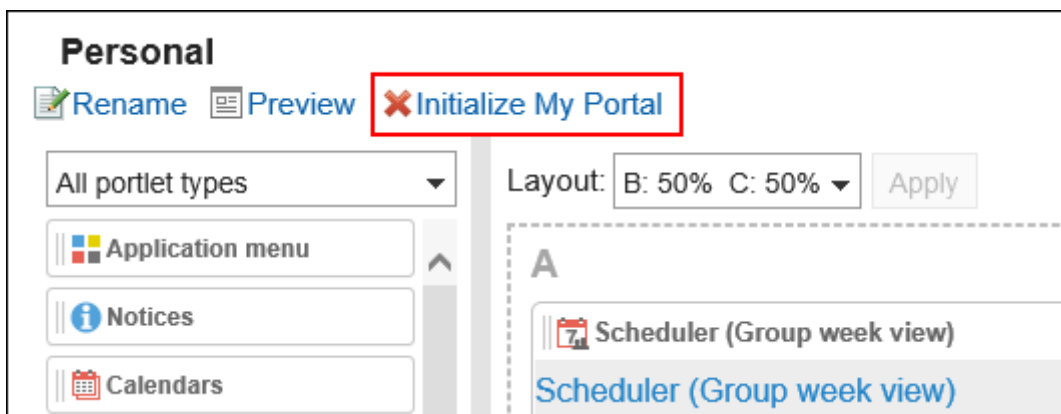 Personal
Rename Preview Initialize My Portal
All portlet types
Layout: B: 50% C: 50% Apply
Application menu
Notices
Calendars
A
7 Scheduler (Group week view)
Scheduler (Group week view)